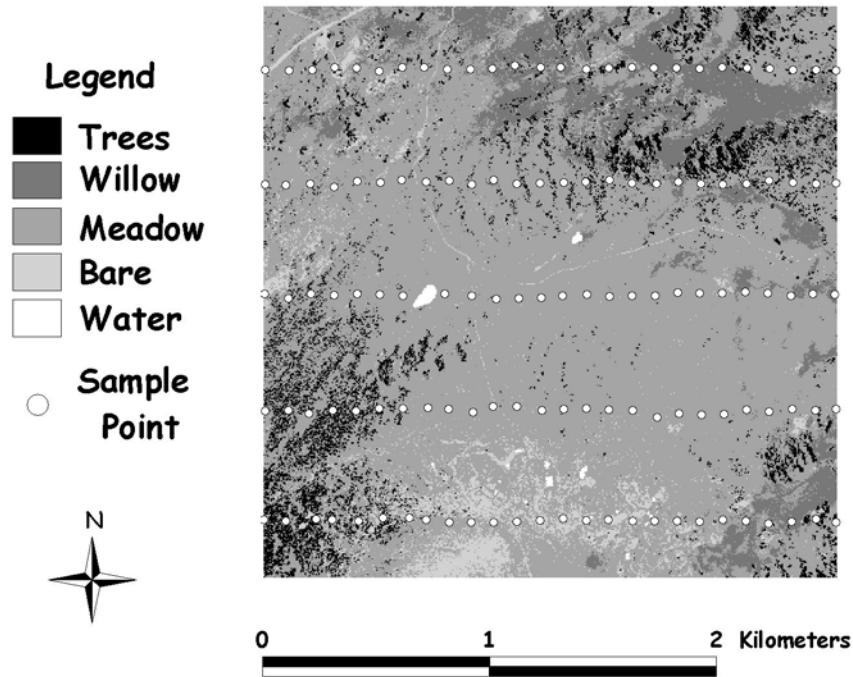 Legend
Trees
Willow
Meadow
Bare
Water
Sample
Point
N
0 1 2 Kilometers